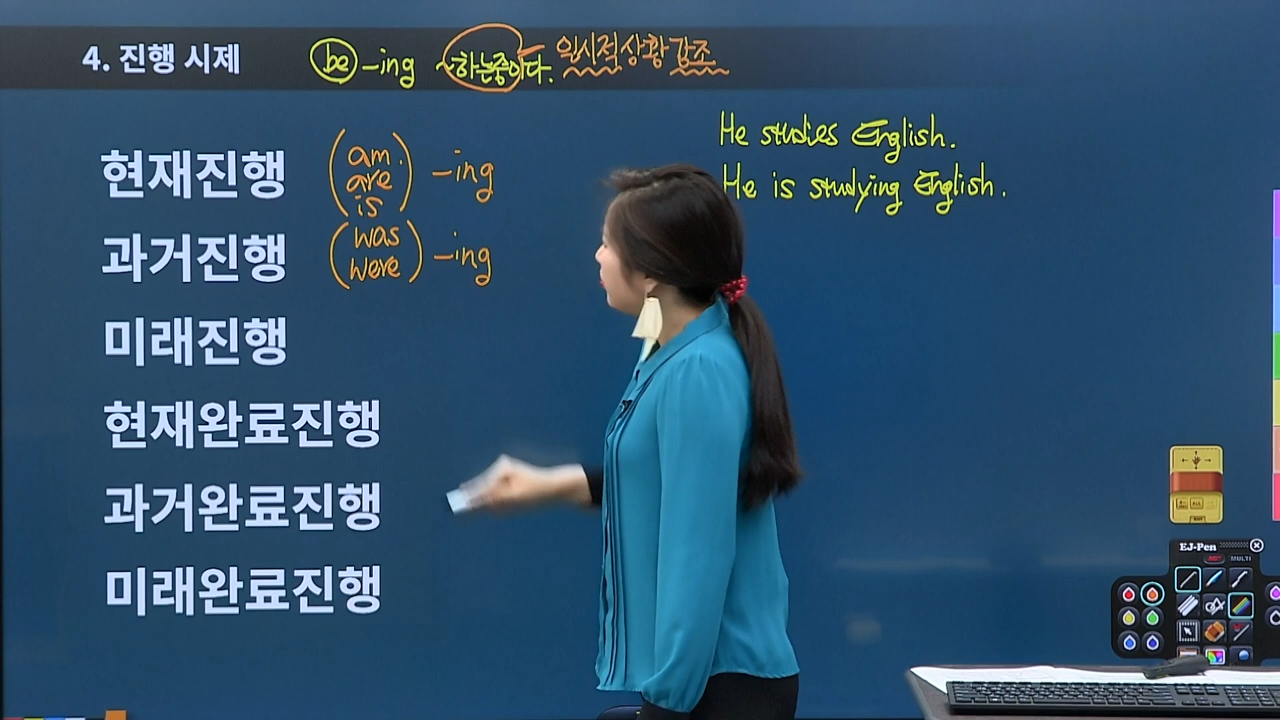 4. 진행 시제 be -ing ~하는중이다. 일시적 상황 강조
He studies English.
He is studying English.
현재진행 (am. are is) -ing
과거진행 (was were) -ing
미래진행
현재완료진행
과거완료진행
미래완료진행
EJ-Pen
MULTI